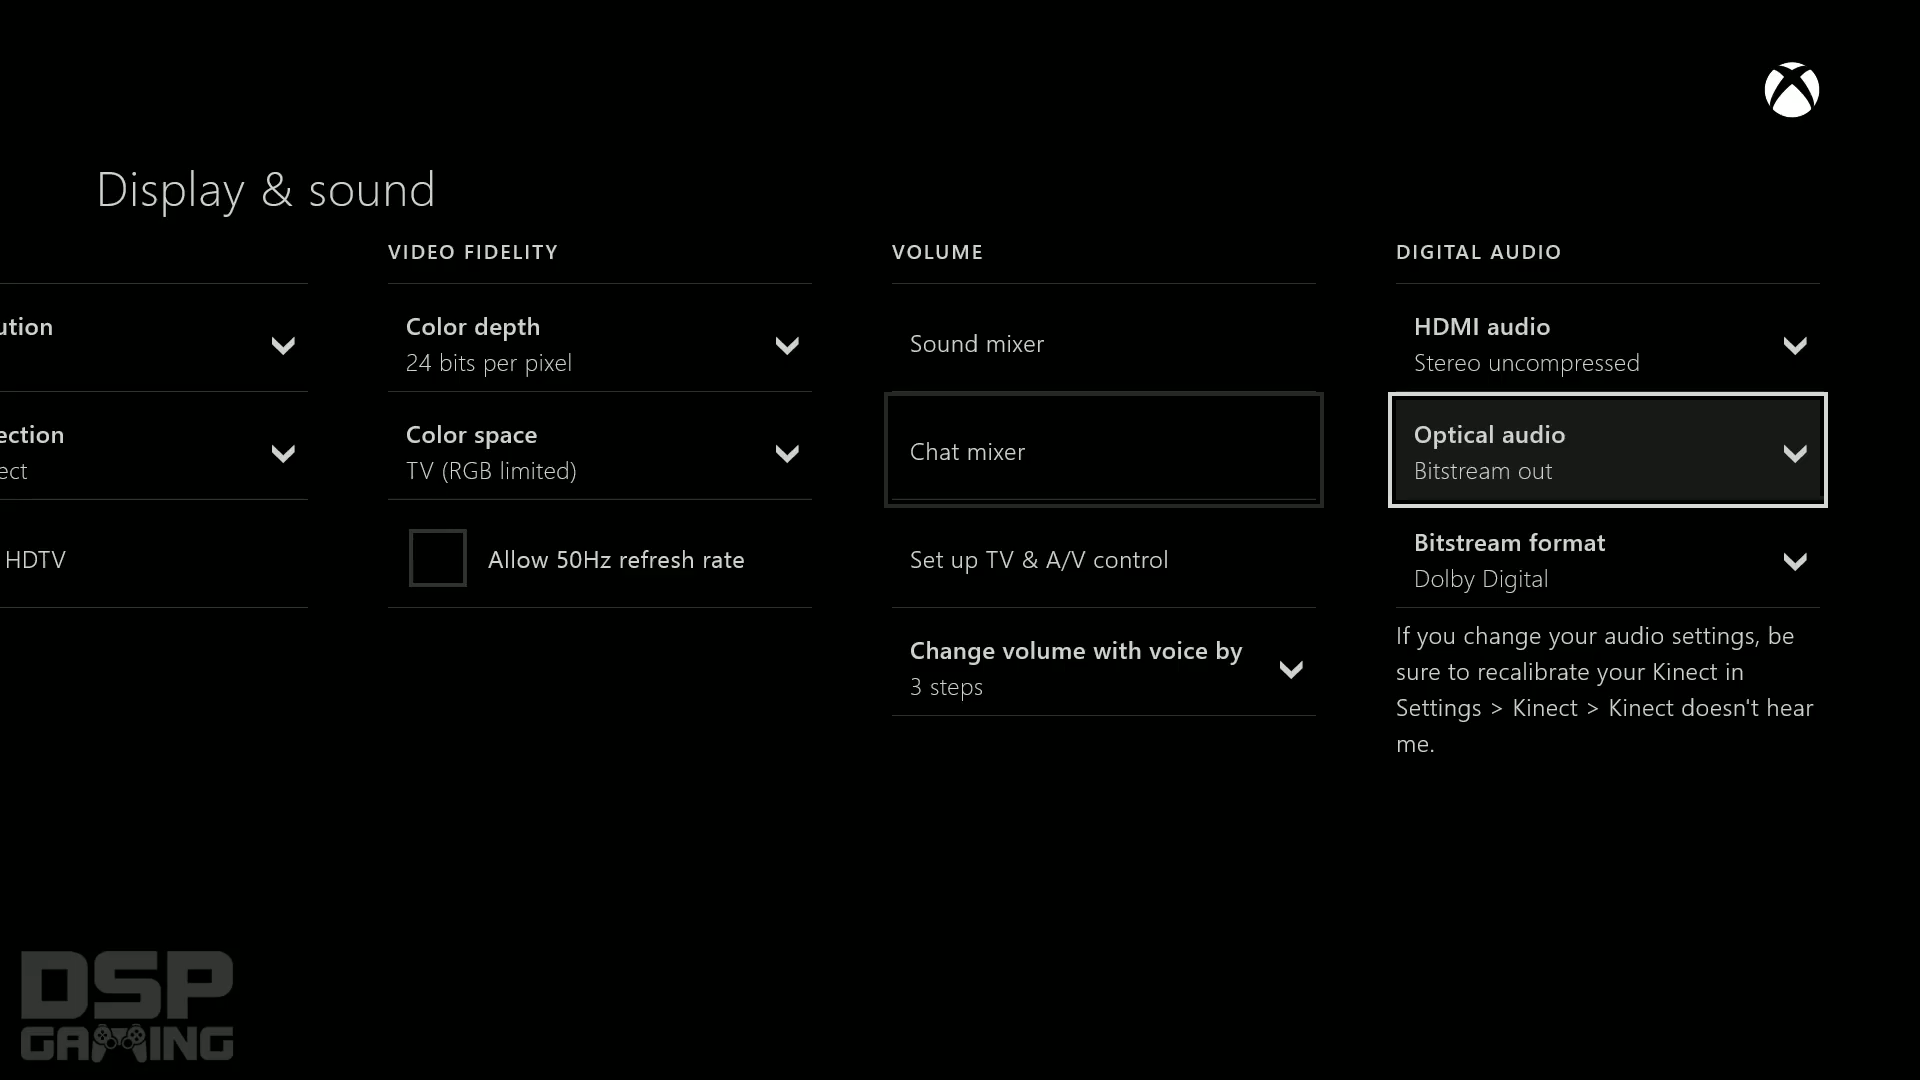 Display & sound
VIDEO FIDELITY
VOLUME
DIGITAL AUDIO
ution
Color depth
24 bits per pixel
Sound mixer
HDMI audio
Stereo uncompressed
ection
ect
Color space
TV (RGB limited)
Chat mixer
Optical audio
Bitstream out
HDTV
Allow 50Hz refresh rate
Set up TV & A/V control
Bitstream format
Dolby Digital
Change volume with voice by
3 steps
If you change your audio settings, be
sure to recalibrate your Kinect in
Settings > Kinect > Kinect doesn't hear
me.
DSP
GAMING